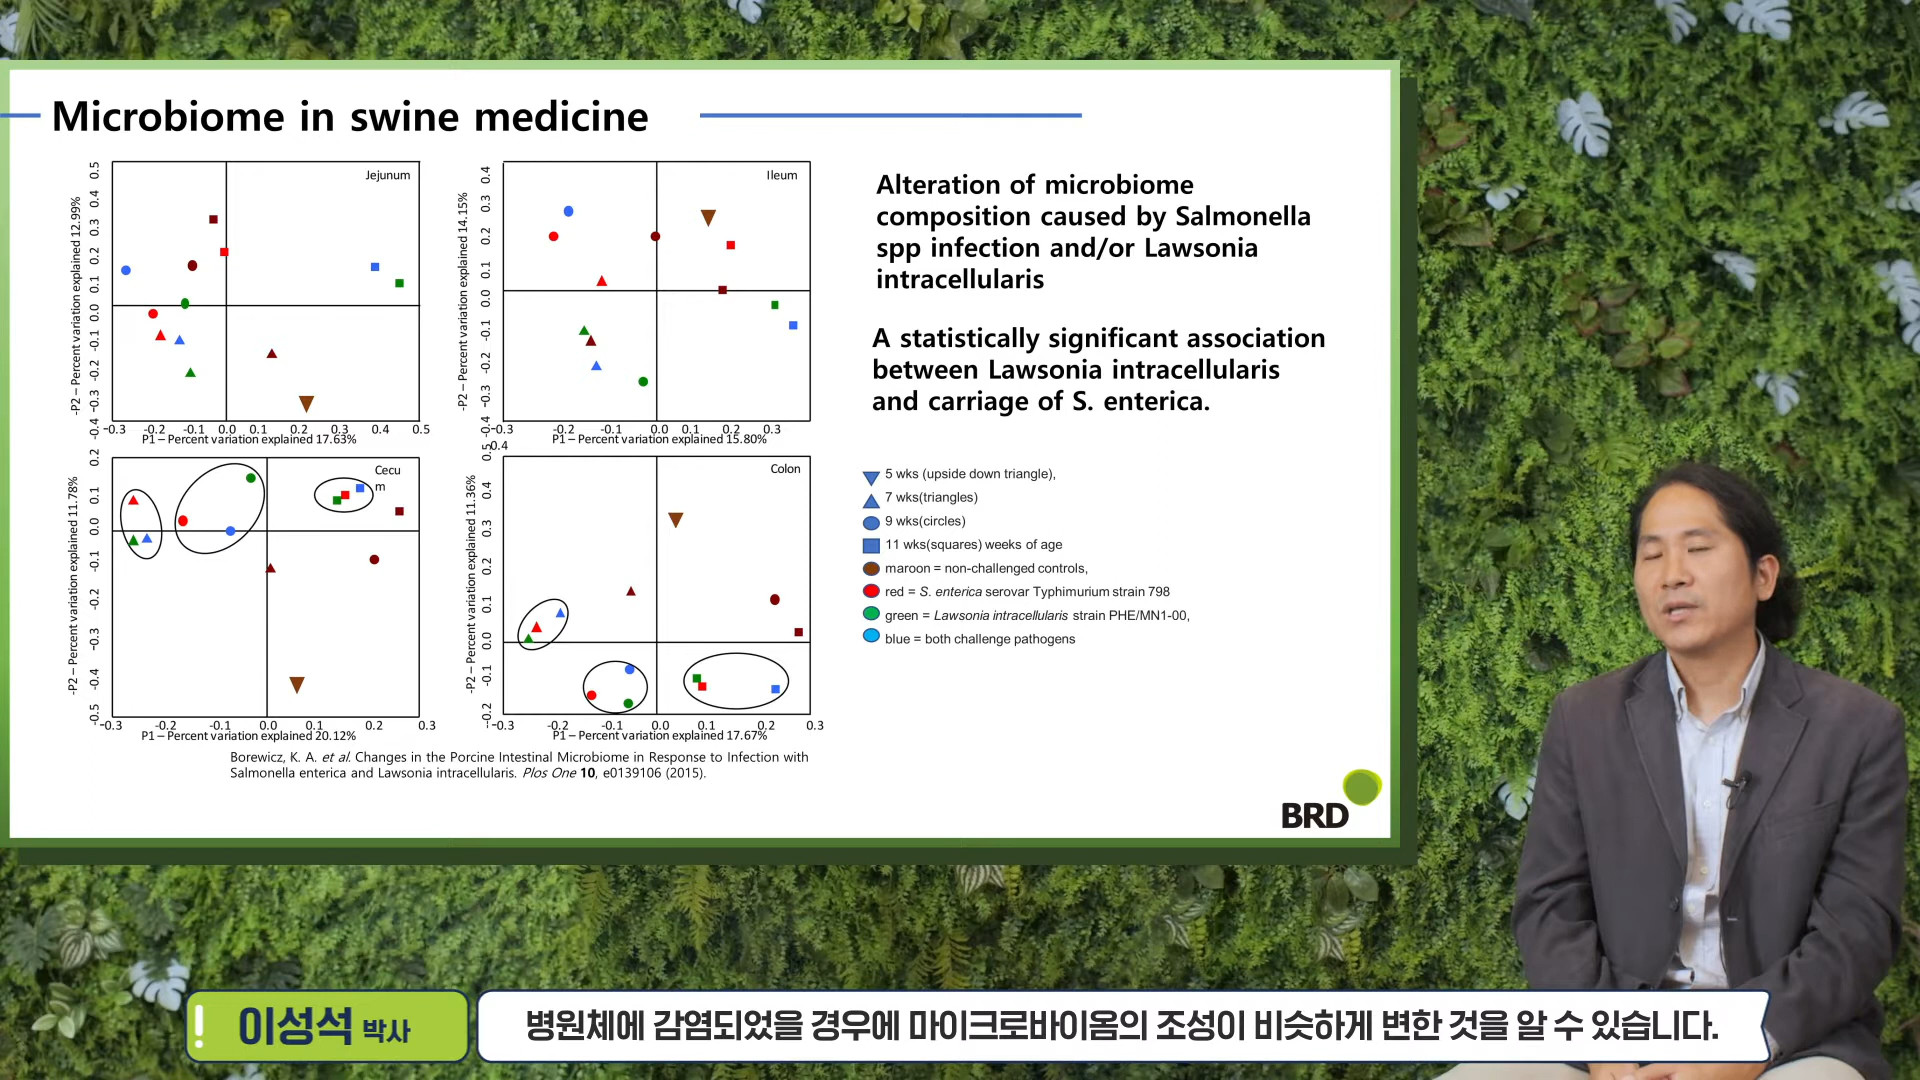 Microbiome in swine medicine
Jejunum
-P2 – Percent variation explained 12.99%
0.5
0.4
0.3
0.2
0.1
0.0
-0.1
-0.2
-0.3
-0.4
-0.3 -0.2 -0.1 0.0 0.1 0.2 0.3 0.4 0.5
P1 – Percent variation explained 17.63%
Ileum
-P2 – Percent variation explained 14.15%
0.4
0.3
0.2
0.1
0.0
-0.1
-0.2
-0.3
-0.4
-0.3 -0.2 -0.1 0.0 0.1 0.2 0.3
0.4
P1 – Percent variation explained 15.80%
Cecu
m
-P2 – Percent variation explained 11.78%
0.2
0.1
0.0
-0.1
-0.2
-0.3
-0.4
-0.5
-0.3 -0.2 -0.1 0.0 0.1 0.2 0.3
P1 – Percent variation explained 20.12%
Colon
-P2 – Percent variation explained 11.36%
0.5
0.4
0.3
0.2
0.1
0.0
-0.1
-0.2
-0.3 -0.2 -0.1 0.0 0.1 0.2 0.3
P1 – Percent variation explained 17.67%
Borewicz, K. A. et al. Changes in the Porcine Intestinal Microbiome in Response to Infection with
Salmonella enterica and Lawsonia intracellularis. Plos One 10, e0139106 (2015).
Alteration of microbiome
composition caused by Salmonella
spp infection and/or Lawsonia
intracellularis
A statistically significant association
between Lawsonia intracellularis
and carriage of S. enterica.
5 wks (upside down triangle),
7 wks(triangles)
9 wks(circles)
11 wks(squares) weeks of age
maroon = non-challenged controls,
red = S. enterica serovar Typhimurium strain 798
green = Lawsonia intracellularis strain PHE/MN1-00,
blue = both challenge pathogens
BRD
! 이성석 박사
병원체에 감염되었을 경우에 마이크로바이옴의 조성이 비슷하게 변한 것을 알 수 있습니다.